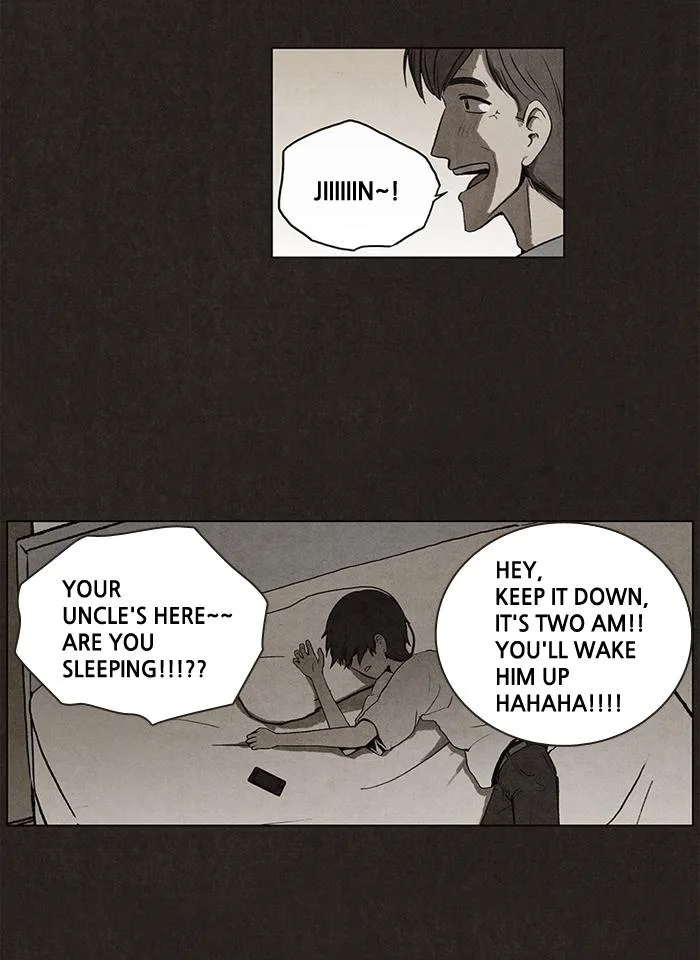 JIIIIIIN~!
YOUR
UNCLE'S HERE~~
ARE YOU
SLEEPING!!!??
HEY,
KEEP IT DOWN,
IT'S TWO AM!!
YOU'LL WAKE
HIM UP
HAHAHA!!!!